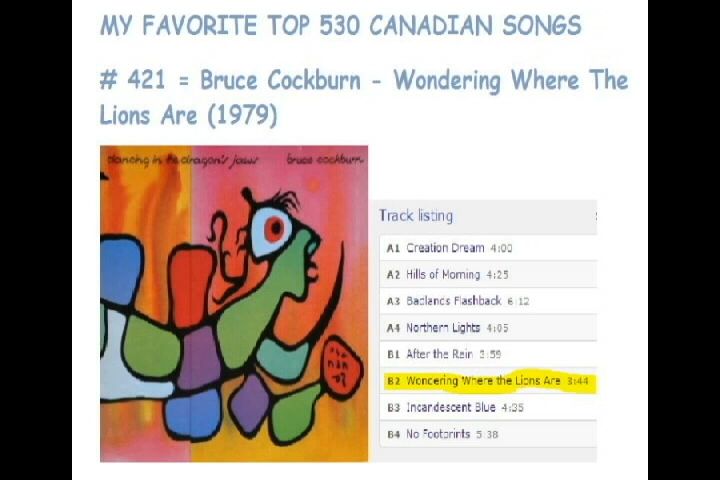 MY FAVORITE TOP 530 CANADIAN SONGS
# 421 = Bruce Cockburn - Wondering Where The
Lions Are (1979)
dancing in the dragon's jaws bruce cockburn
Track listing
A1 Creation Dream 4:00
A2 Hills of Morning 4:25
A3 Badlands Flashback 6:12
A4 Northern Lights 4:05
B1 After the Rain 3:59
B2 Wondering Where the Lions Are 3:44
B3 Incandescent Blue 4:35
B4 No Footprints 5:38